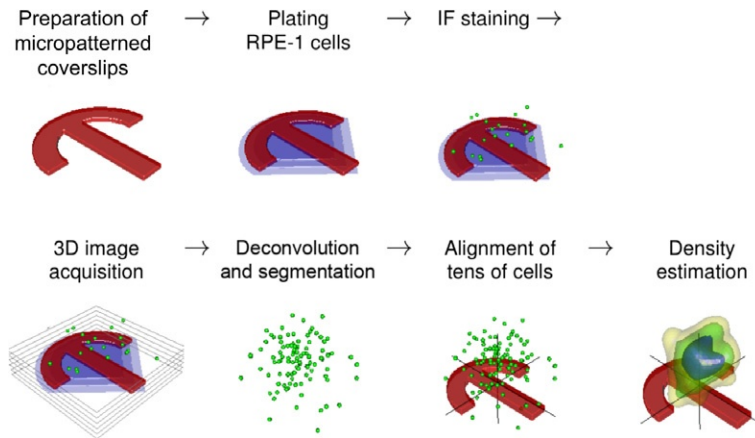 Preparation of → Plating → IF staining →
micropatterned RPE-1 cells
coverslips
3D image → Deconvolution → Alignment of → Density
acquisition and segmentation tens of cells estimation